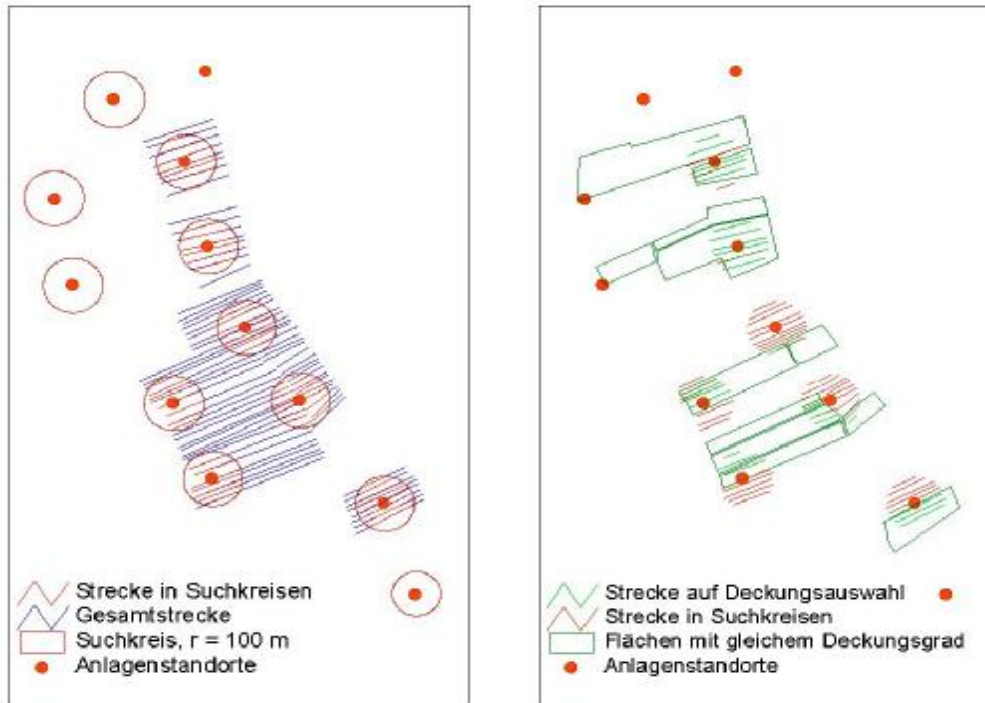 Strecke in Suchkreisen
Gesamtstrecke
Suchkreis, r = 100 m
Anlagenstandorte
Strecke auf Deckungsauswahl
Strecke in Suchkreisen
Flächen mit gleichem Deckungsgrad
Anlagenstandorte